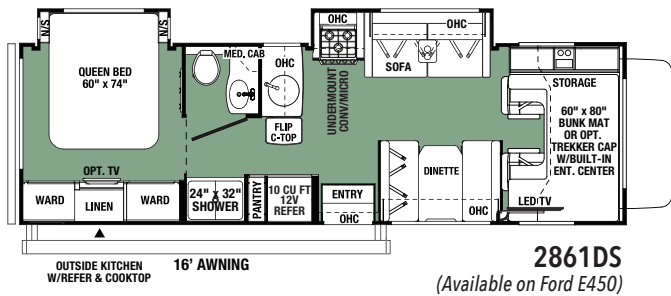 N/S
N/S
QUEEN BED
60" x 74"
OPT. TV
WARD
LINEN
WARD
MED. CAB
OHC
FLIP
C-TOP
24" x 32"
SHOWER
PANTRY
10 CU FT
12V
REFER
OHC
UNDERMOUNT
CONV/MICRO
ENTRY
OHC
OHC
SOFA
DINETTE
OHC
STORAGE
60" x 80"
BUNK MAT
OR OPT.
TREKKER CAP
W/BUILT-IN
ENT. CENTER
LED/TV
OUTSIDE KITCHEN
W/REFER & COOKTOP
16' AWNING
2861DS
(Available on Ford E450)